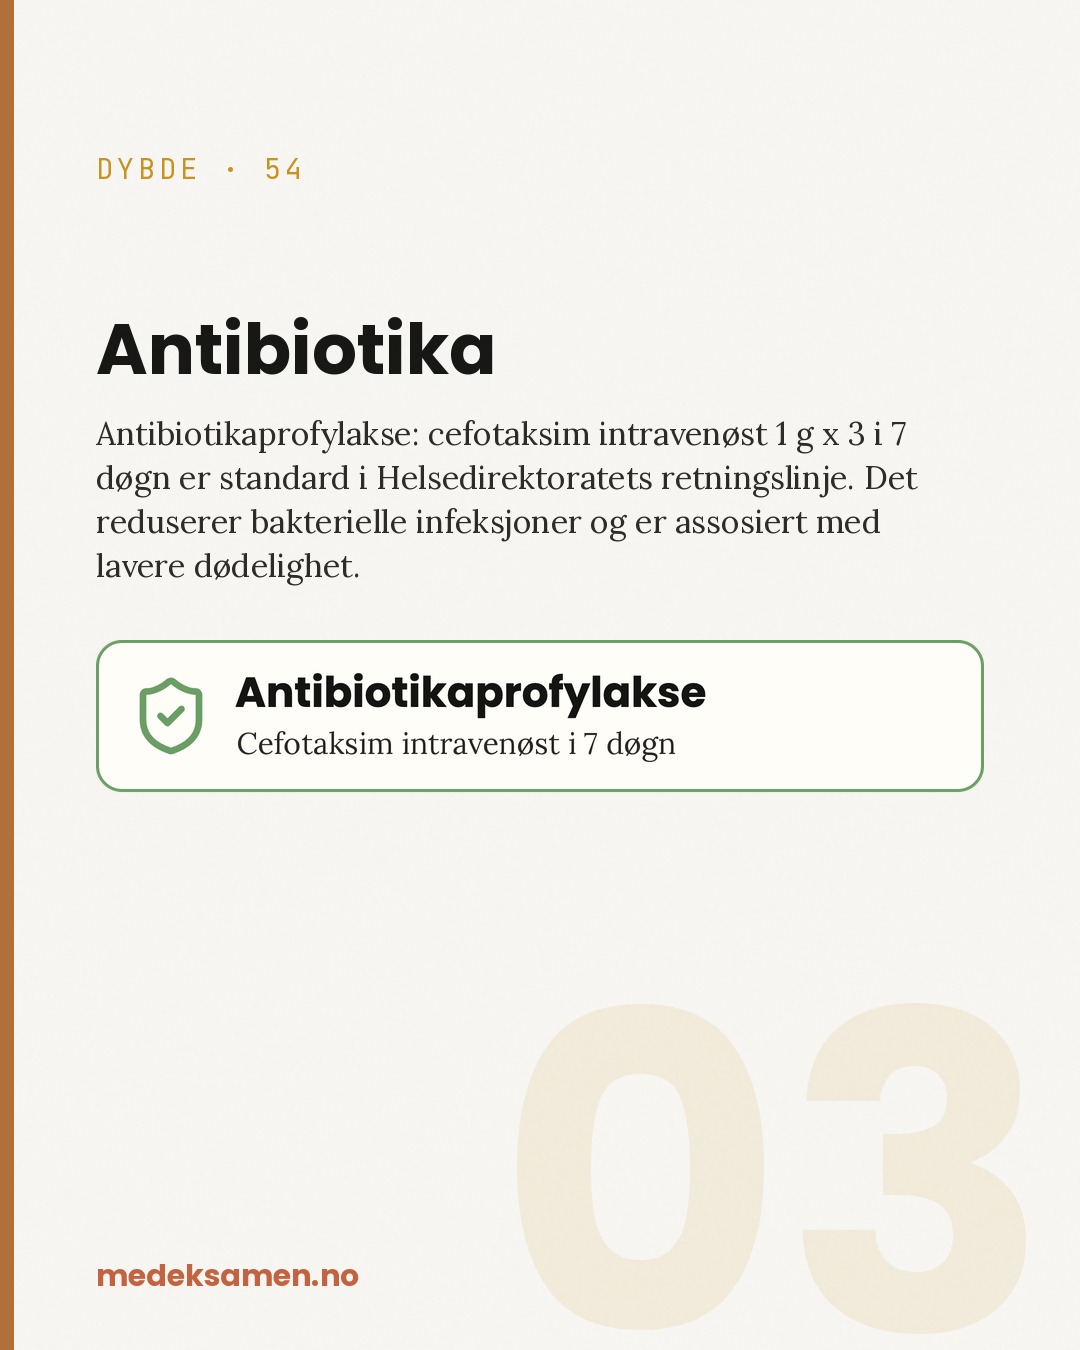 DYBDE · 54
Antibiotika
Antibiotikaprofylakse: cefotaksim intravenøst 1 g x 3 i 7
døgn er standard i Helsedirektoratets retningslinje. Det
reduserer bakterielle infeksjoner og er assosiert med
lavere dødelighet.
Antibiotikaprofylakse
Cefotaksim intravenøst i 7 døgn
03
medeksamen.no